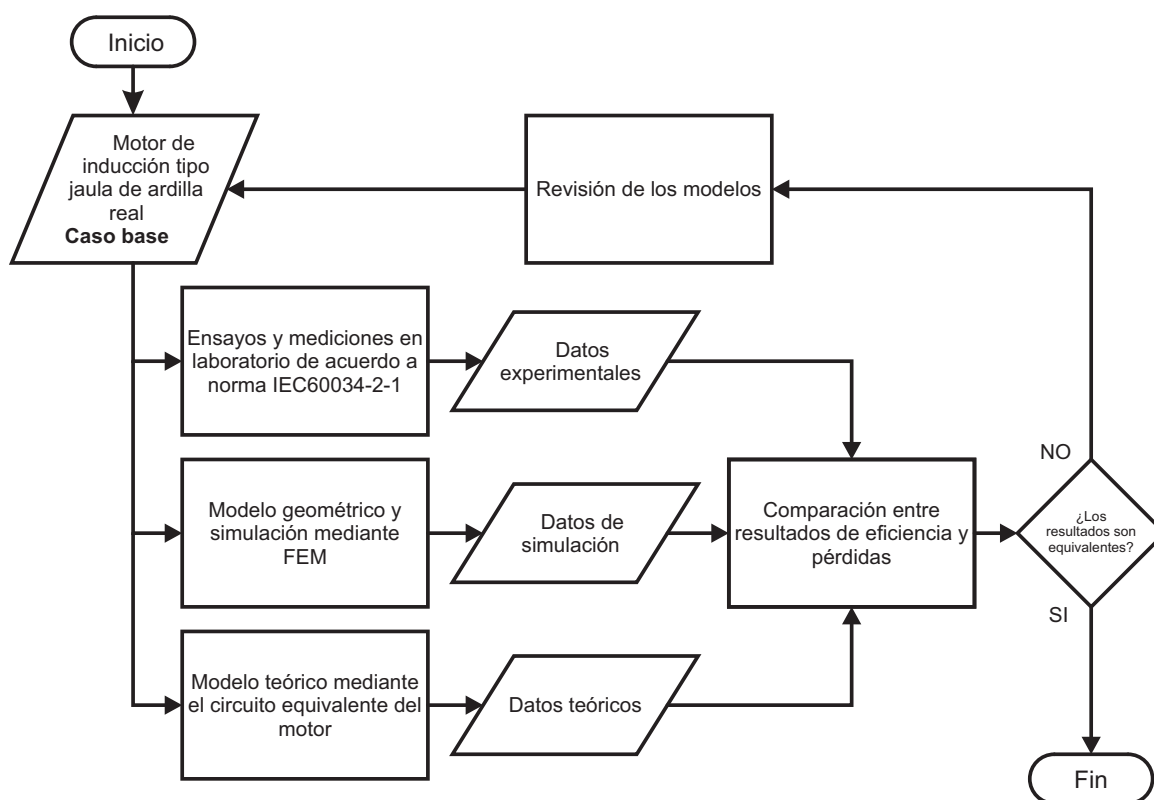 Inicio
Motor de
inducción tipo
jaula de ardilla
real
Caso base
Revisión de los modelos
Ensayos y mediciones en
laboratorio de acuerdo a
norma IEC60034-2-1
Datos
experimentales
NO
Modelo geométrico y
simulación mediante
FEM
Datos de
simulación
Comparación entre
resultados de eficiencia y
pérdidas
¿Los
resultados son
equivalentes?
SI
Modelo teórico mediante
el circuito equivalente del
motor
Datos teóricos
Fin